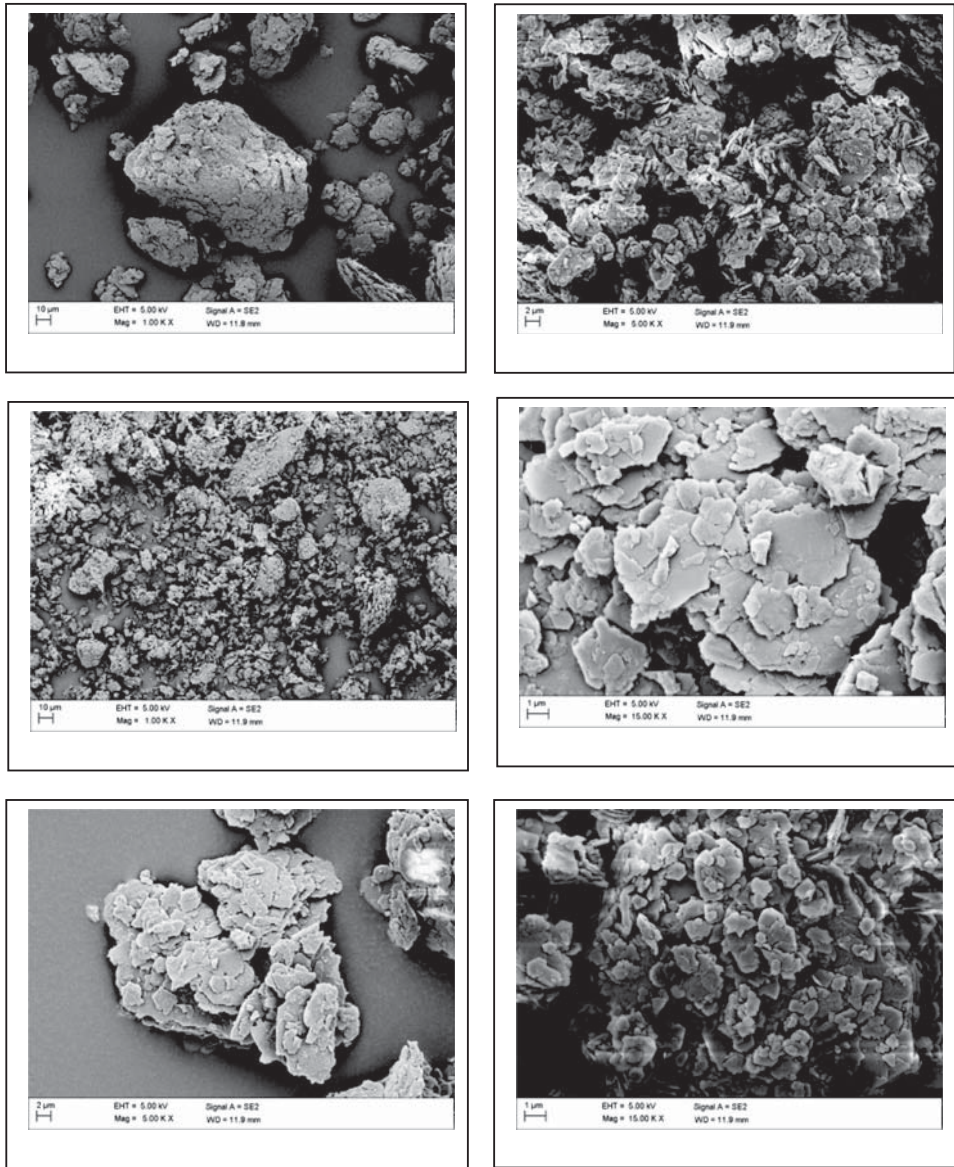 10 µm EHT = 5.00 kV Signal A = SE2
Mag = 1.00 K X WD = 11.8 mm
2 µm EHT = 5.00 kV Signal A = SE2
Mag = 5.00 K X WD = 11.9 mm
10 µm EHT = 5.00 kV Signal A = SE2
Mag = 1.00 K X WD = 11.9 mm
1 µm EHT = 5.00 kV Signal A = SE2
Mag = 15.00 K X WD = 11.9 mm
2 µm EHT = 5.00 kV Signal A = SE2
Mag = 5.00 K X WD = 11.9 mm
1 µm EHT = 5.00 kV Signal A = SE2
Mag = 15.00 K X WD = 11.9 mm